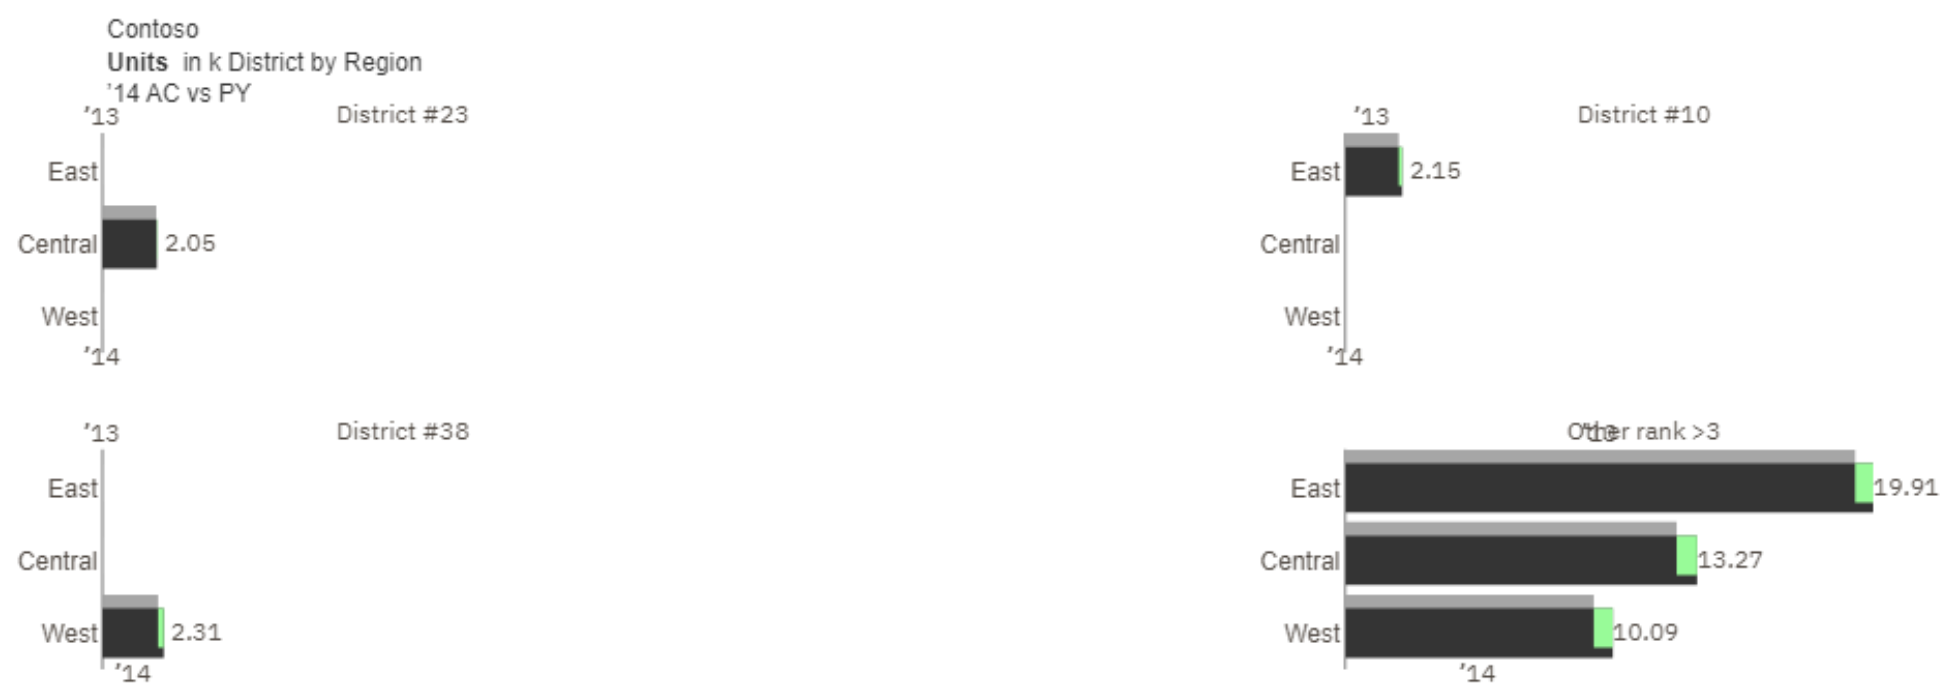 Contoso
Units in k District by Region
'14 AC vs PY
'13 District #23
East
Central 2.05
West
'14
'13 District #10
East 2.15
Central
West
'14
'13 District #38
East
Central
West 2.31
'14
Other rank >3
'13
East 19.91
Central 13.27
West 10.09
'14